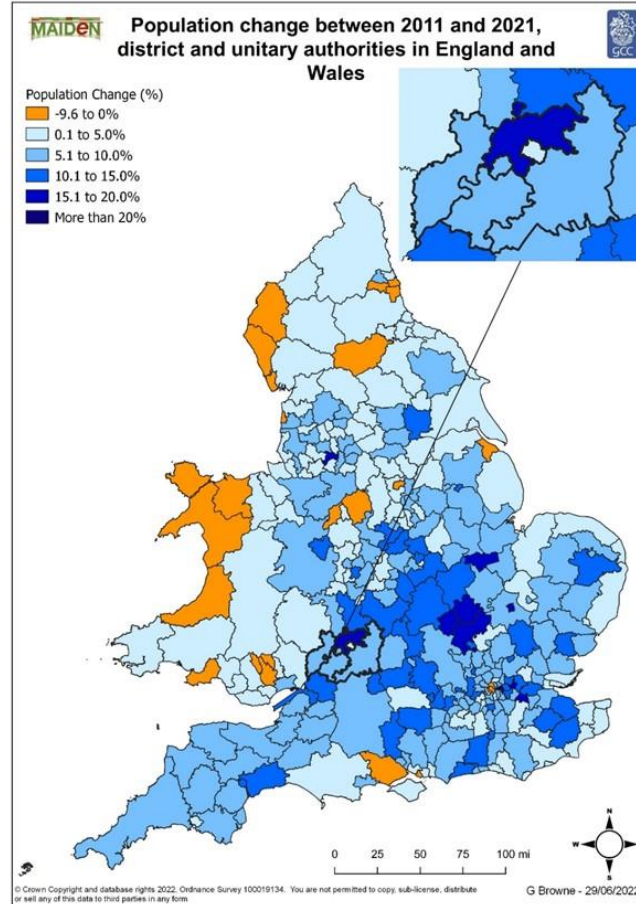 MAIDEN
Population change between 2011 and 2021,
district and unitary authorities in England and
Wales
GCC
Population Change (%)
-9.6 to 0%
0.1 to 5.0%
5.1 to 10.0%
10.1 to 15.0%
15.1 to 20.0%
More than 20%
N
W
E
S
0 25 50 75 100 mi
© Crown Copyright and database rights 2022. Ordnance Survey 100019134. You are not permitted to copy, sub-license, distribute
or sell any of this data to third parties in any form
G Browne - 29/06/2022